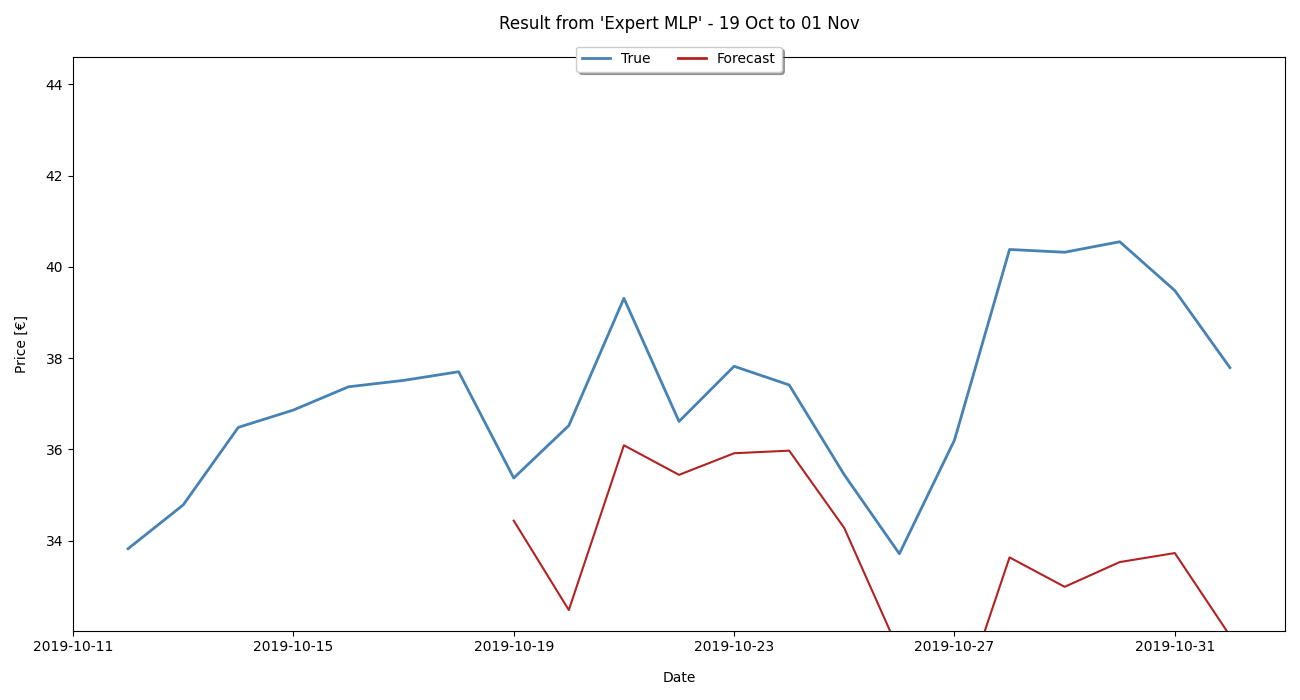 Result from 'Expert MLP' - 19 Oct to 01 Nov
True Forecast
44
42
40
38
36
34
Price [€]
2019-10-11 2019-10-15 2019-10-19 2019-10-23 2019-10-27 2019-10-31
Date